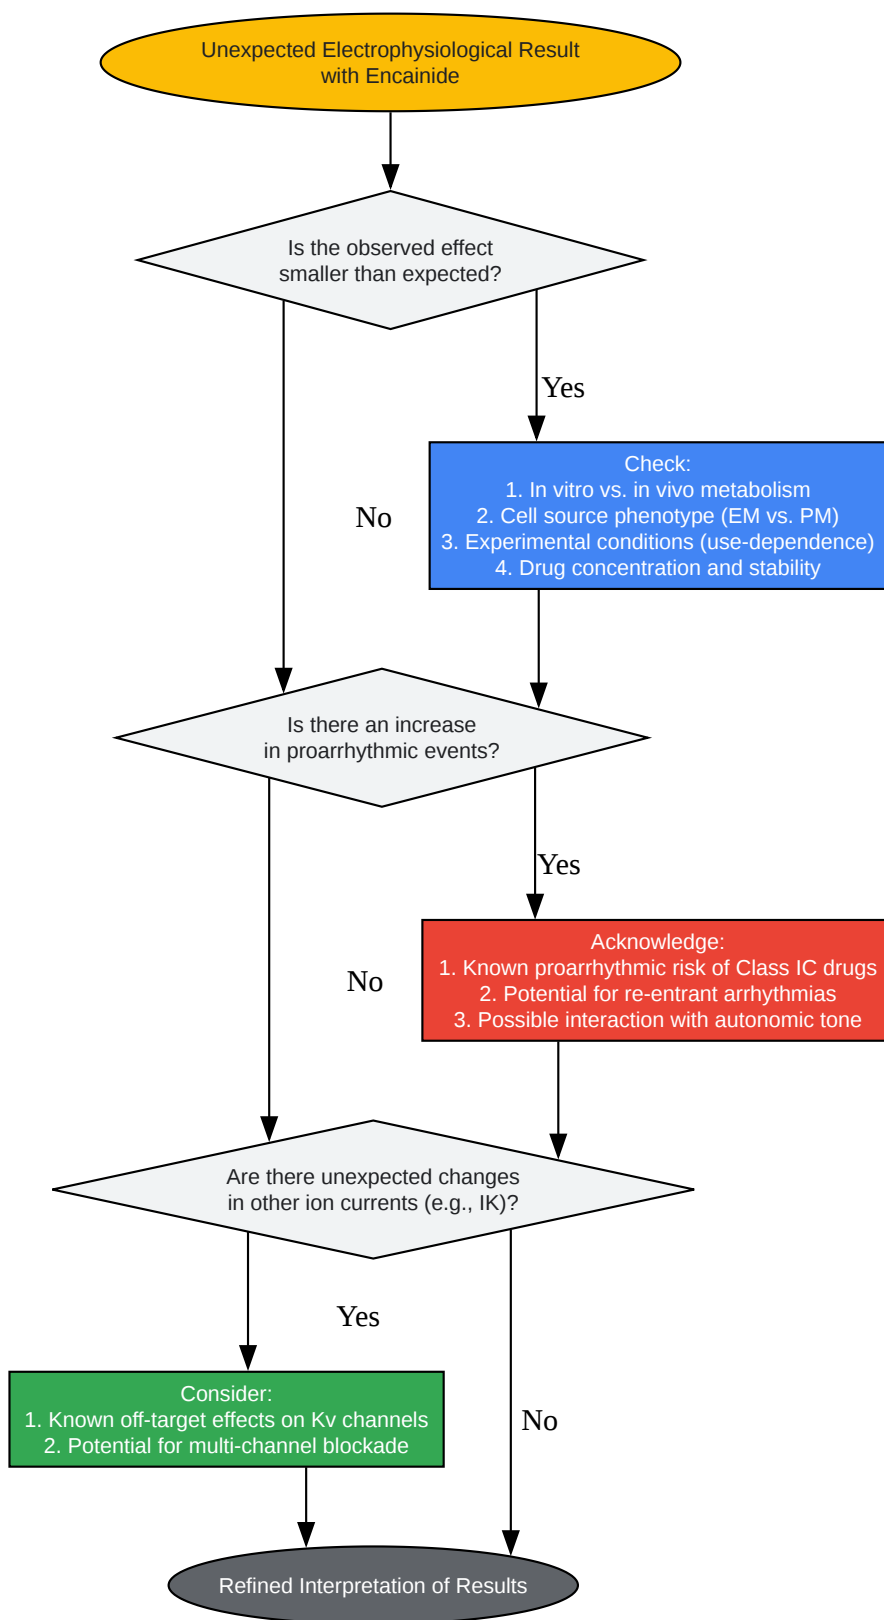 Unexpected Electrophysiological Result
with Encainide
Is the observed effect
smaller than expected?
Yes
Check:
1. In vitro vs. in vivo metabolism
2. Cell source phenotype (EM vs. PM)
3. Experimental conditions (use-dependence)
4. Drug concentration and stability
No
Is there an increase
in proarrhythmic events?
Yes
Acknowledge:
1. Known proarrhythmic risk of Class IC drugs
2. Potential for re-entrant arrhythmias
3. Possible interaction with autonomic tone
No
Are there unexpected changes
in other ion currents (e.g., IK)?
Yes
Consider:
1. Known off-target effects on Kv channels
2. Potential for multi-channel blockade
No
Refined Interpretation of Results